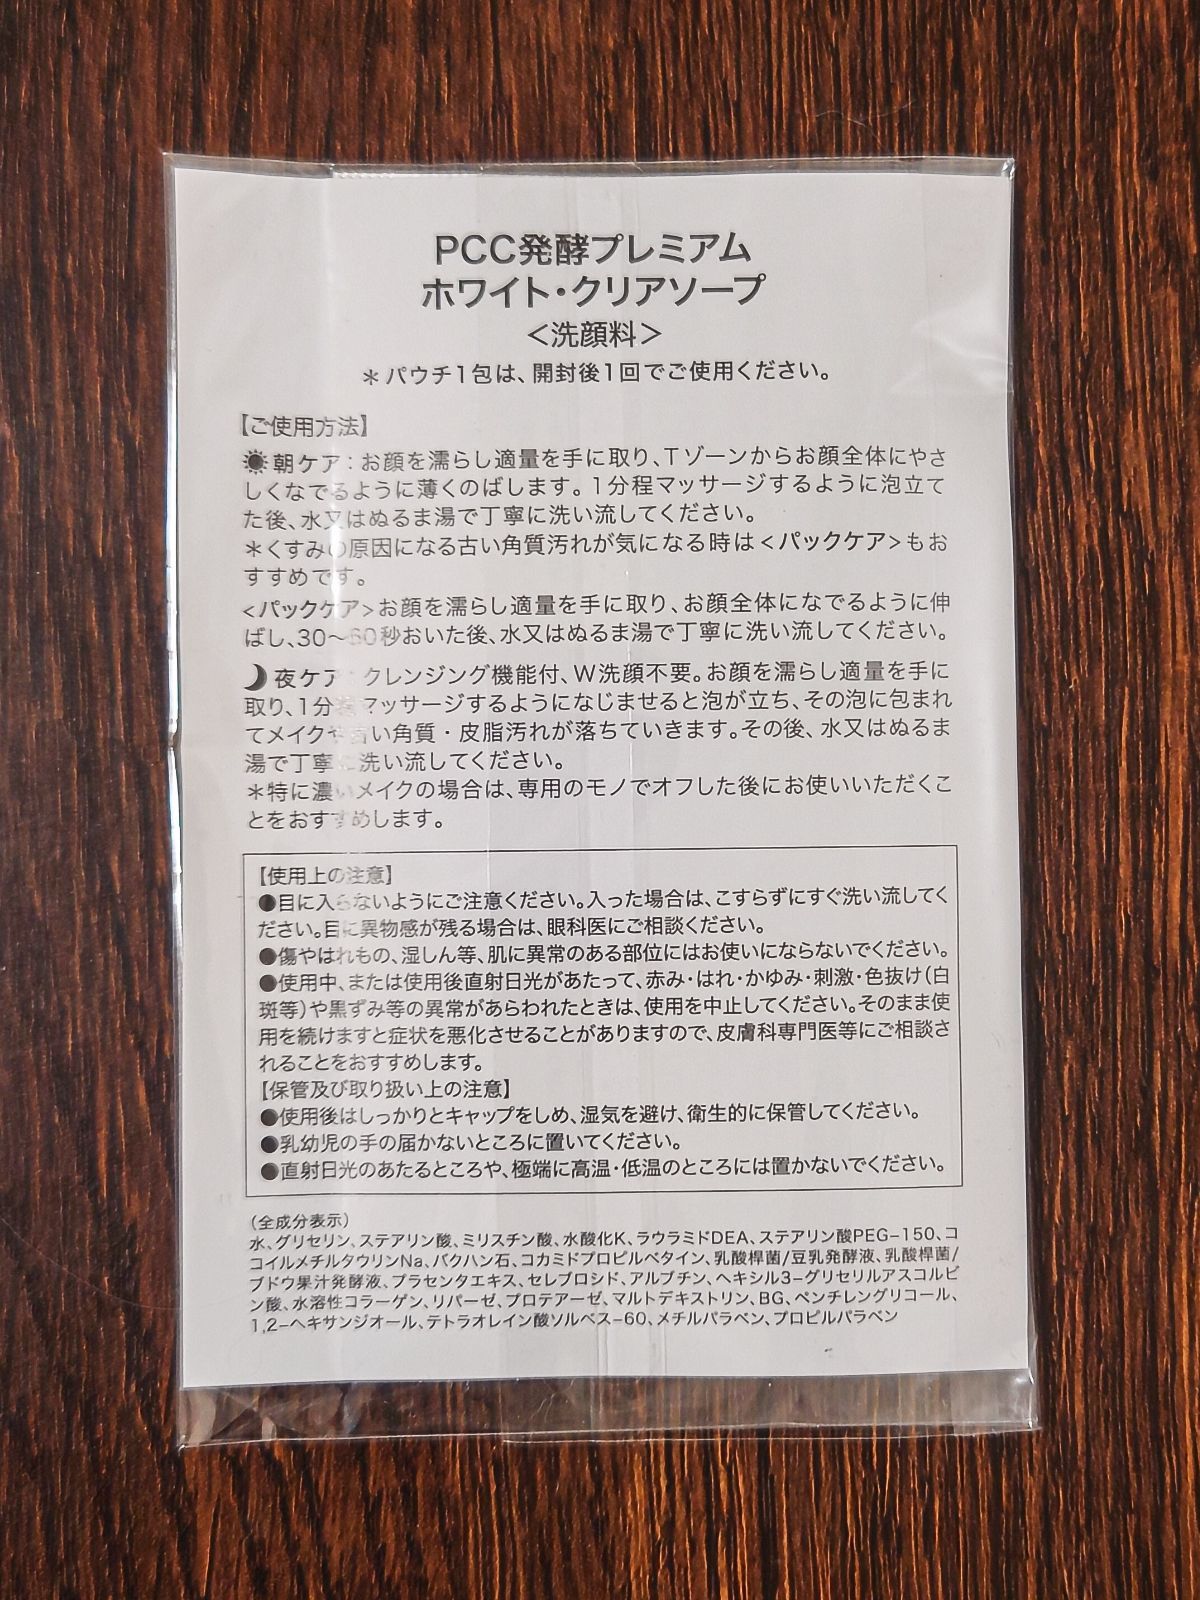 PCC発酵プレミアム
ホワイト・クリアソープ
＜洗顔料＞
＊パウチ1包は、開封後1回でご使用ください。
【ご使用方法】
朝ケア：お顔を濡らし適量を手に取り、Tゾーンからお顔全体にやさ
しくなでるように薄くのばします。1分程マッサージするように泡立て
た後、水又はぬるま湯で丁寧に洗い流してください。
＊くすみの原因になる古い角質汚れが気になる時は＜パックケア＞もお
すすめです。
＜パックケア＞お顔を濡らし適量を手に取り、お顔全体になでるように伸
ばし、30〜60秒おいた後、水又はぬるま湯で丁寧に洗い流してください。
夜ケア：クレンジング機能付、W洗顔不要。お顔を濡らし適量を手に
取り、1分程マッサージするようになじませると泡が立ち、その泡に包まれ
てメイクや古い角質・皮脂汚れが落ちていきます。その後、水又はぬるま
湯で丁寧に洗い流してください。
＊特に濃いメイクの場合は、専用のモノでオフした後にお使いいただくこ
とをおすすめします。
【使用上の注意】
●目に入らないようにご注意ください。入った場合は、こすらずにすぐ洗い流してく
ださい。目に異物感が残る場合は、眼科医にご相談ください。
●傷やはれもの、湿しん等、肌に異常のある部位にはお使いにならないでください。
●使用中、または使用後直射日光があたって、赤み・はれ・かゆみ・刺激・色抜け（白
斑等）や黒ずみ等の異常があらわれたときは、使用を中止してください。そのまま使
用を続けますと症状を悪化させることがありますので、皮膚科専門医等にご相談さ
れることをおすすめします。
【保管及び取り扱い上の注意】
●使用後はしっかりとキャップをしめ、湿気を避け、衛生的に保管してください。
●乳幼児の手の届かないところに置いてください。
●直射日光のあたるところや、極端に高温・低温のところには置かないでください。
（全成分表示）
水、グリセリン、ステアリン酸、ミリスチン酸、水酸化K、ラウラミドDEA、ステアリン酸PEG-150、コ
コイルメチルタウリンNa、バクハン石、コカミドプロピルベタイン、乳酸桿菌/豆乳発酵液、乳酸桿菌/
ブドウ果汁発酵液、プラセンタエキス、セレブロシド、アルブチン、ヘキシル3-グリセリルアスコルビ
ン酸、水溶性コラーゲン、リパーゼ、プロテアーゼ、マルトデキストリン、BG、ペンチレングリコール、
1,2-ヘキサンジオール、テトラオレイン酸ソルベス-60、メチルパラベン、プロピルパラベン